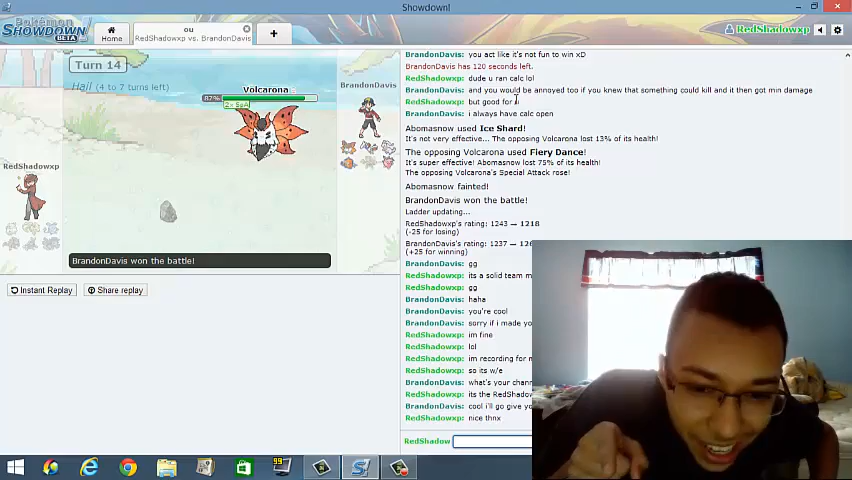 Showdown!
Pokémon
Showdown
BETA
Home
ou
RedShadowxp vs. BrandonDavis
+
RedShadowxp
Turn 14
Hail (4 to 7 turns left)
Volcarona
87%
2x SpA
BrandonDavis
RedShadowxp
BrandonDavis won the battle!
Instant Replay
Share replay
BrandonDavis: you act like it's not fun to win xD
BrandonDavis has 120 seconds left.
RedShadowxp: dude u ran calc lol
BrandonDavis: and you would be annoyed too if you knew that something could kill and it then got min damage
RedShadowxp: but good for
BrandonDavis: i always have calc open
Abomasnow used Ice Shard!
It's not very effective... The opposing Volcarona lost 13% of its health!
The opposing Volcarona used Fiery Dance!
It's super effective! Abomasnow lost 75% of its health!
The opposing Volcarona's Special Attack rose!
Abomasnow fainted!
BrandonDavis won the battle!
Ladder updating...
RedShadowxp's rating: 1243 → 1218
(-25 for losing)
BrandonDavis's rating: 1237 → 126
(+25 for winning)
BrandonDavis: gg
RedShadowxp: its a solid team m
RedShadowxp: gg
BrandonDavis: haha
BrandonDavis: you're cool
BrandonDavis: sorry if i made yo
RedShadowxp: im fine
RedShadowxp: lol
RedShadowxp: im recording for m
RedShadowxp: so its w/e
BrandonDavis: what's your chann
RedShadowxp: its the RedShadow
BrandonDavis: cool i'll go give yo
RedShadowxp: nice thnx
RedShadow
99